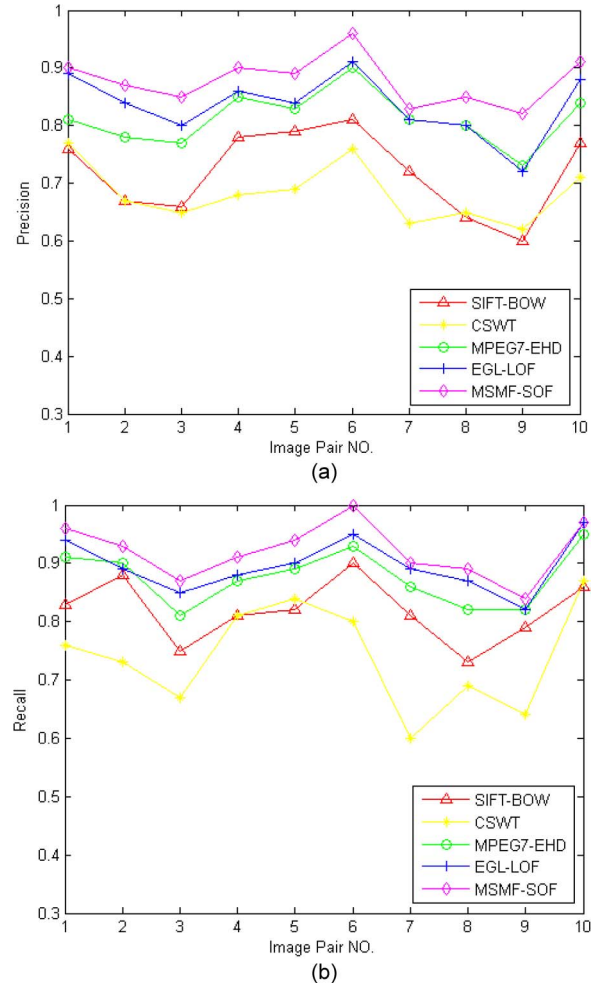 1
0.9
0.8
0.7
0.6
0.5
0.4
0.3
Precision
1 2 3 4 5 6 7 8 9 10
Image Pair NO.
SIFT-BOW
CSWT
MPEG7-EHD
EGL-LOF
MSMF-SOF
(a)
1
0.9
0.8
0.7
0.6
0.5
0.4
0.3
Recall
1 2 3 4 5 6 7 8 9 10
Image Pair NO.
SIFT-BOW
CSWT
MPEG7-EHD
EGL-LOF
MSMF-SOF
(b)